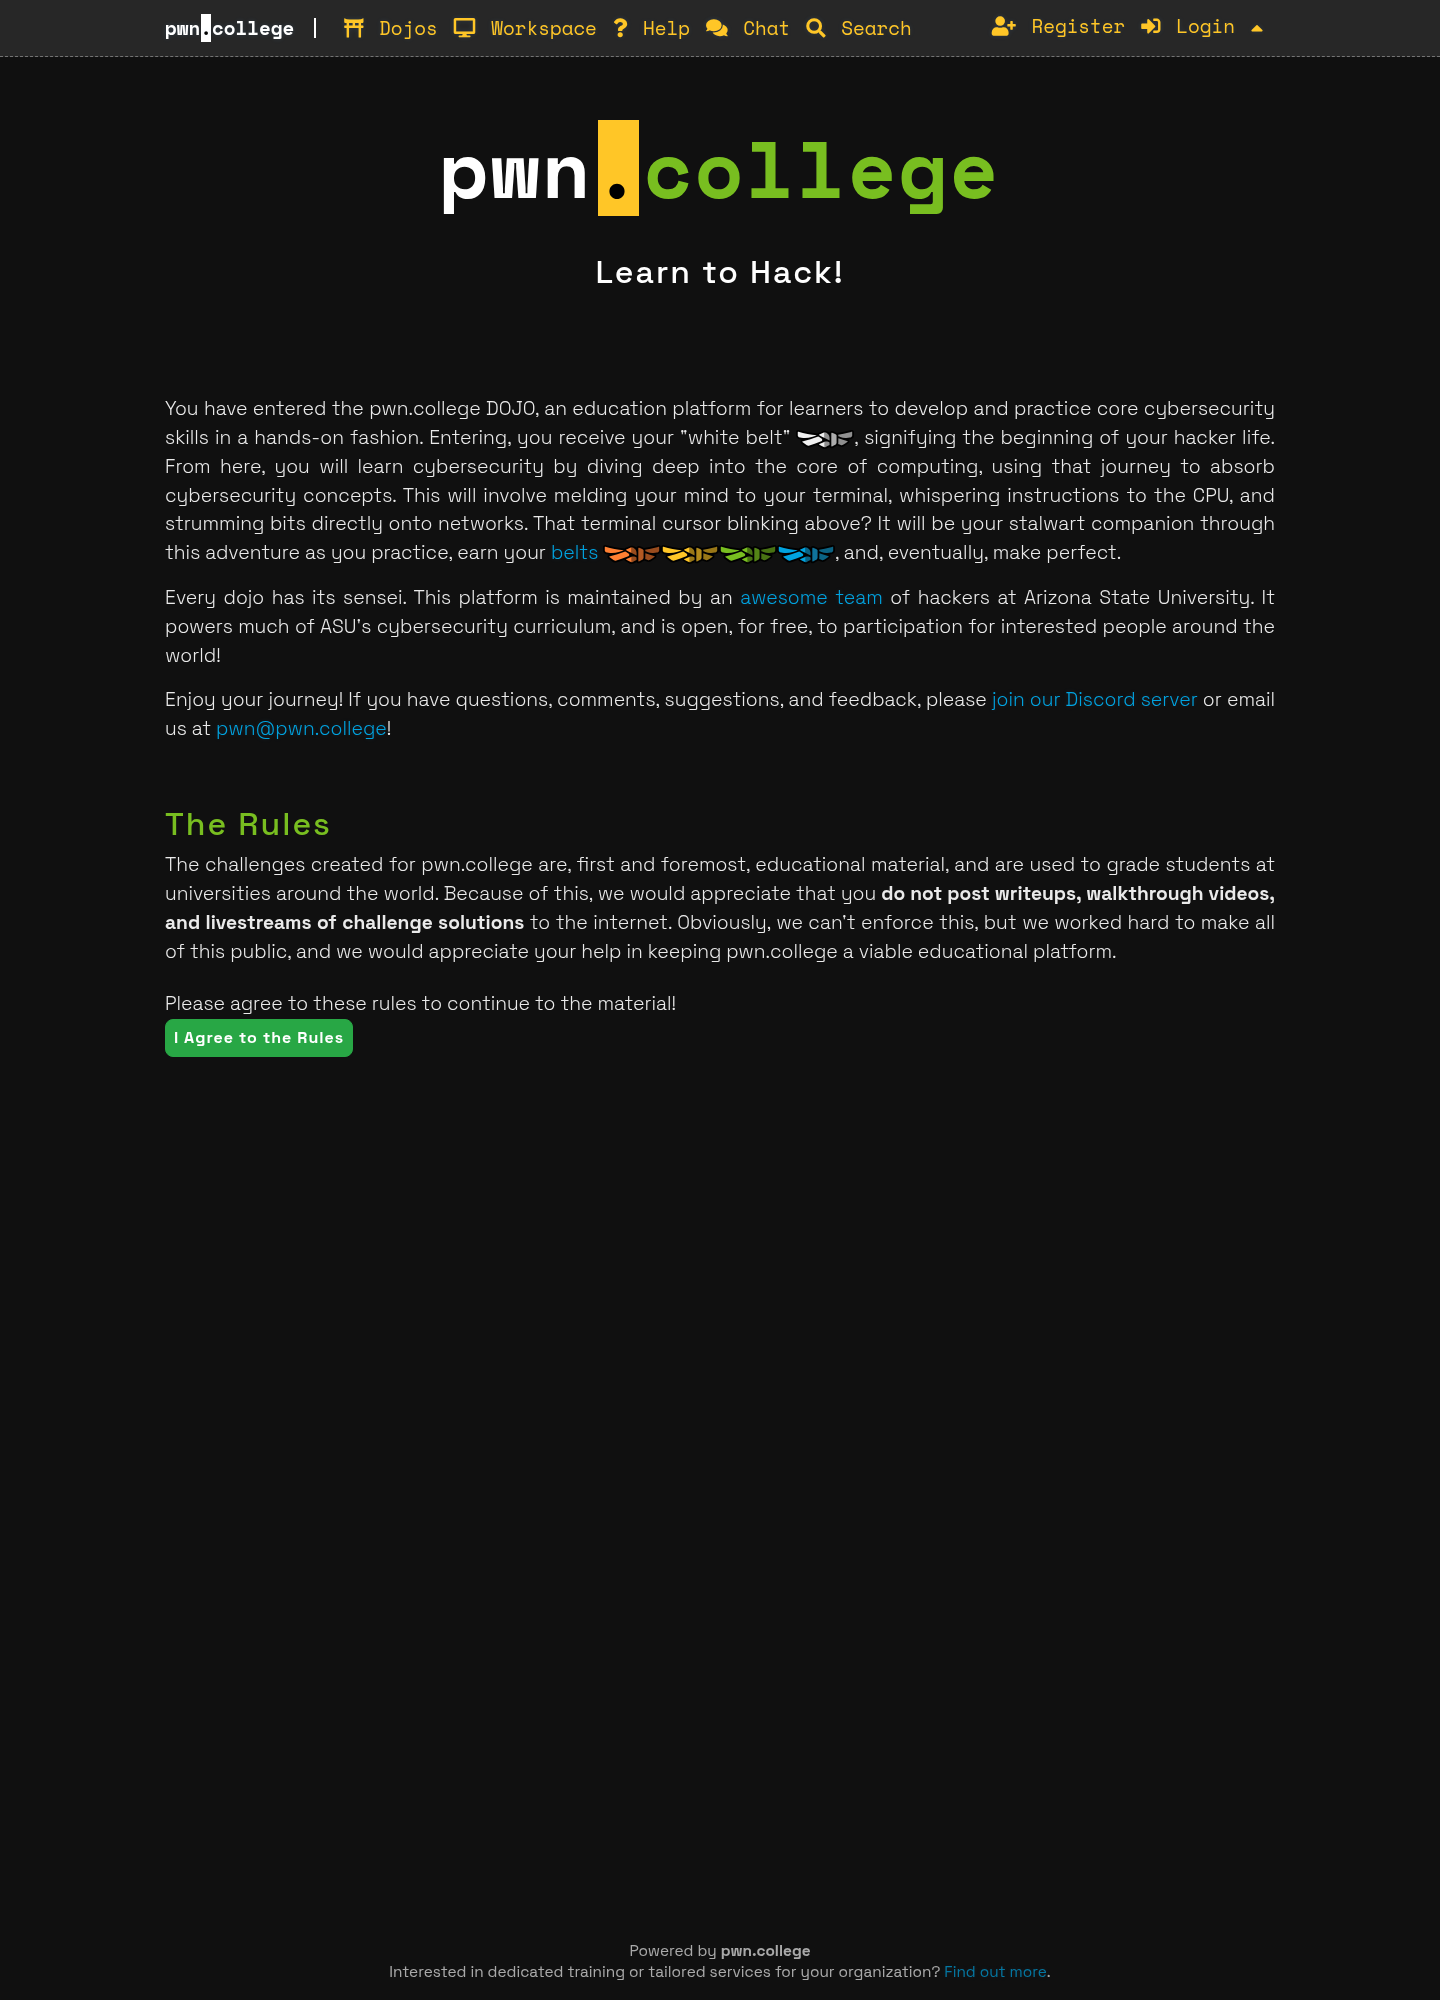 pwn.college | Dojos Workspace Help Chat Search Register Login
pwn.college
Learn to Hack!
You have entered the pwn.college DOJO, an education platform for learners to develop and practice core cybersecurity
skills in a hands-on fashion. Entering, you receive your "white belt" , signifying the beginning of your hacker life.
From here, you will learn cybersecurity by diving deep into the core of computing, using that journey to absorb
cybersecurity concepts. This will involve melding your mind to your terminal, whispering instructions to the CPU, and
strumming bits directly onto networks. That terminal cursor blinking above? It will be your stalwart companion through
this adventure as you practice, earn your belts , and, eventually, make perfect.
Every dojo has its sensei. This platform is maintained by an awesome team of hackers at Arizona State University. It
powers much of ASU's cybersecurity curriculum, and is open, for free, to participation for interested people around the
world!
Enjoy your journey! If you have questions, comments, suggestions, and feedback, please join our Discord server or email
us at pwn@pwn.college!
The Rules
The challenges created for pwn.college are, first and foremost, educational material, and are used to grade students at
universities around the world. Because of this, we would appreciate that you do not post writeups, walkthrough videos,
and livestreams of challenge solutions to the internet. Obviously, we can't enforce this, but we worked hard to make all
of this public, and we would appreciate your help in keeping pwn.college a viable educational platform.
Please agree to these rules to continue to the material!
I Agree to the Rules
Powered by pwn.college
Interested in dedicated training or tailored services for your organization? Find out more.